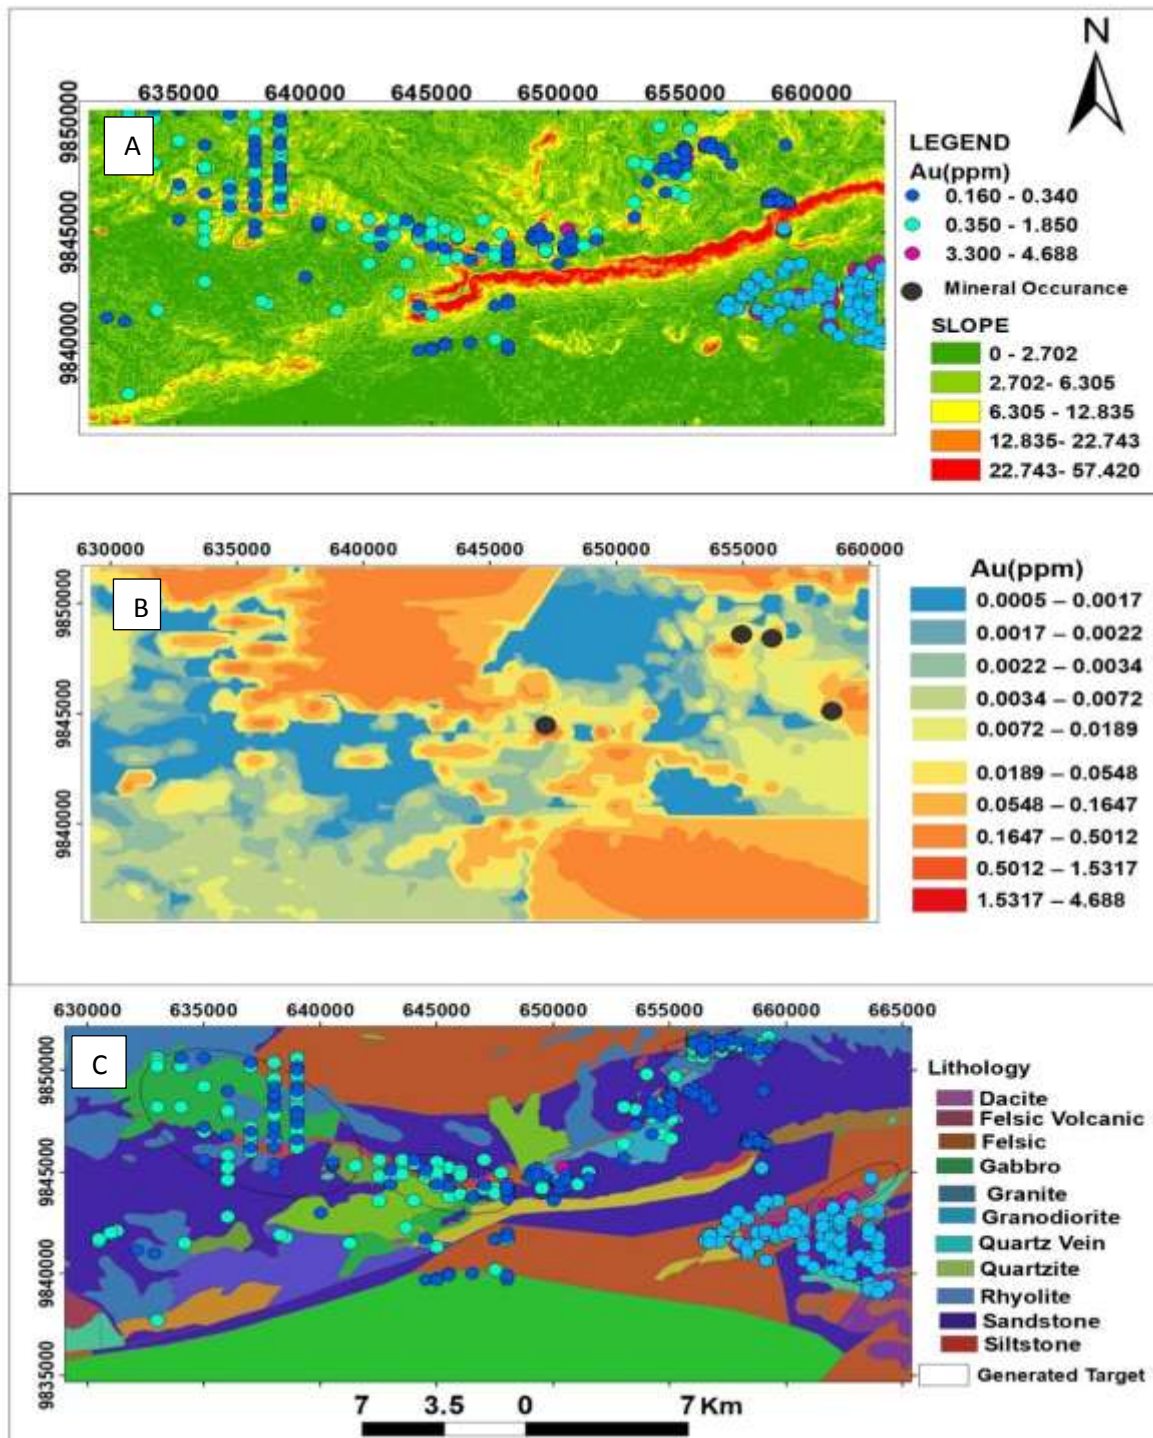 N
635000 640000 645000 650000 655000 660000
9850000
9845000
9840000
A
LEGEND
Au(ppm)
0.160 - 0.340
0.350 - 1.850
3.300 - 4.688
Mineral Occurance
SLOPE
0 - 2.702
2.702- 6.305
6.305 - 12.835
12.835- 22.743
22.743- 57.420
630000 635000 640000 645000 650000 655000 660000
9850000
9845000
9840000
B
Au(ppm)
0.0005 – 0.0017
0.0017 – 0.0022
0.0022 – 0.0034
0.0034 – 0.0072
0.0072 – 0.0189
0.0189 – 0.0548
0.0548 – 0.1647
0.1647 – 0.5012
0.5012 – 1.5317
1.5317 – 4.688
630000 635000 640000 645000 650000 655000 660000 665000
9850000
9845000
9840000
9835000
C
Lithology
Dacite
Felsic Volcanic
Felsic
Gabbro
Granite
Granodiorite
Quartz Vein
Quartzite
Rhyolite
Sandstone
Siltstone
Generated Target
7 3.5 0 7 Km